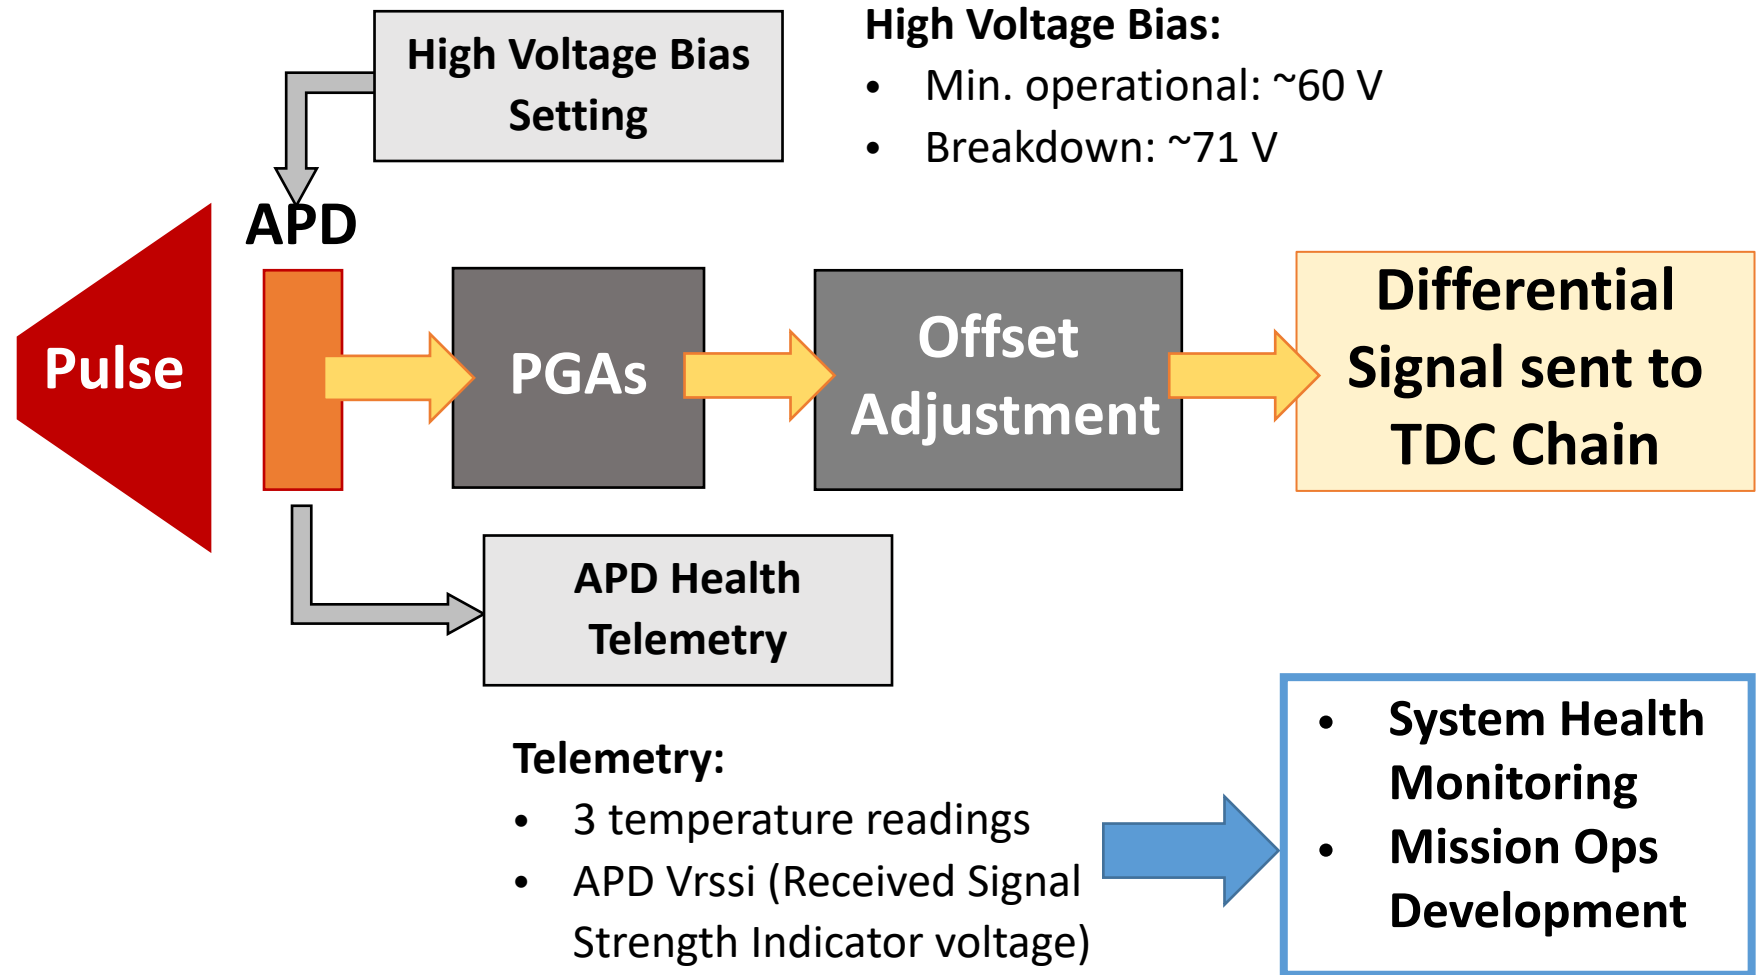 High Voltage Bias
Setting
High Voltage Bias:
• Min. operational: ~60 V
• Breakdown: ~71 V
APD
Pulse
PGAs
Offset
Adjustment
Differential
Signal sent to
TDC Chain
APD Health
Telemetry
Telemetry:
• 3 temperature readings
• APD Vrssi (Received Signal
Strength Indicator voltage)
• System Health
Monitoring
• Mission Ops
Development